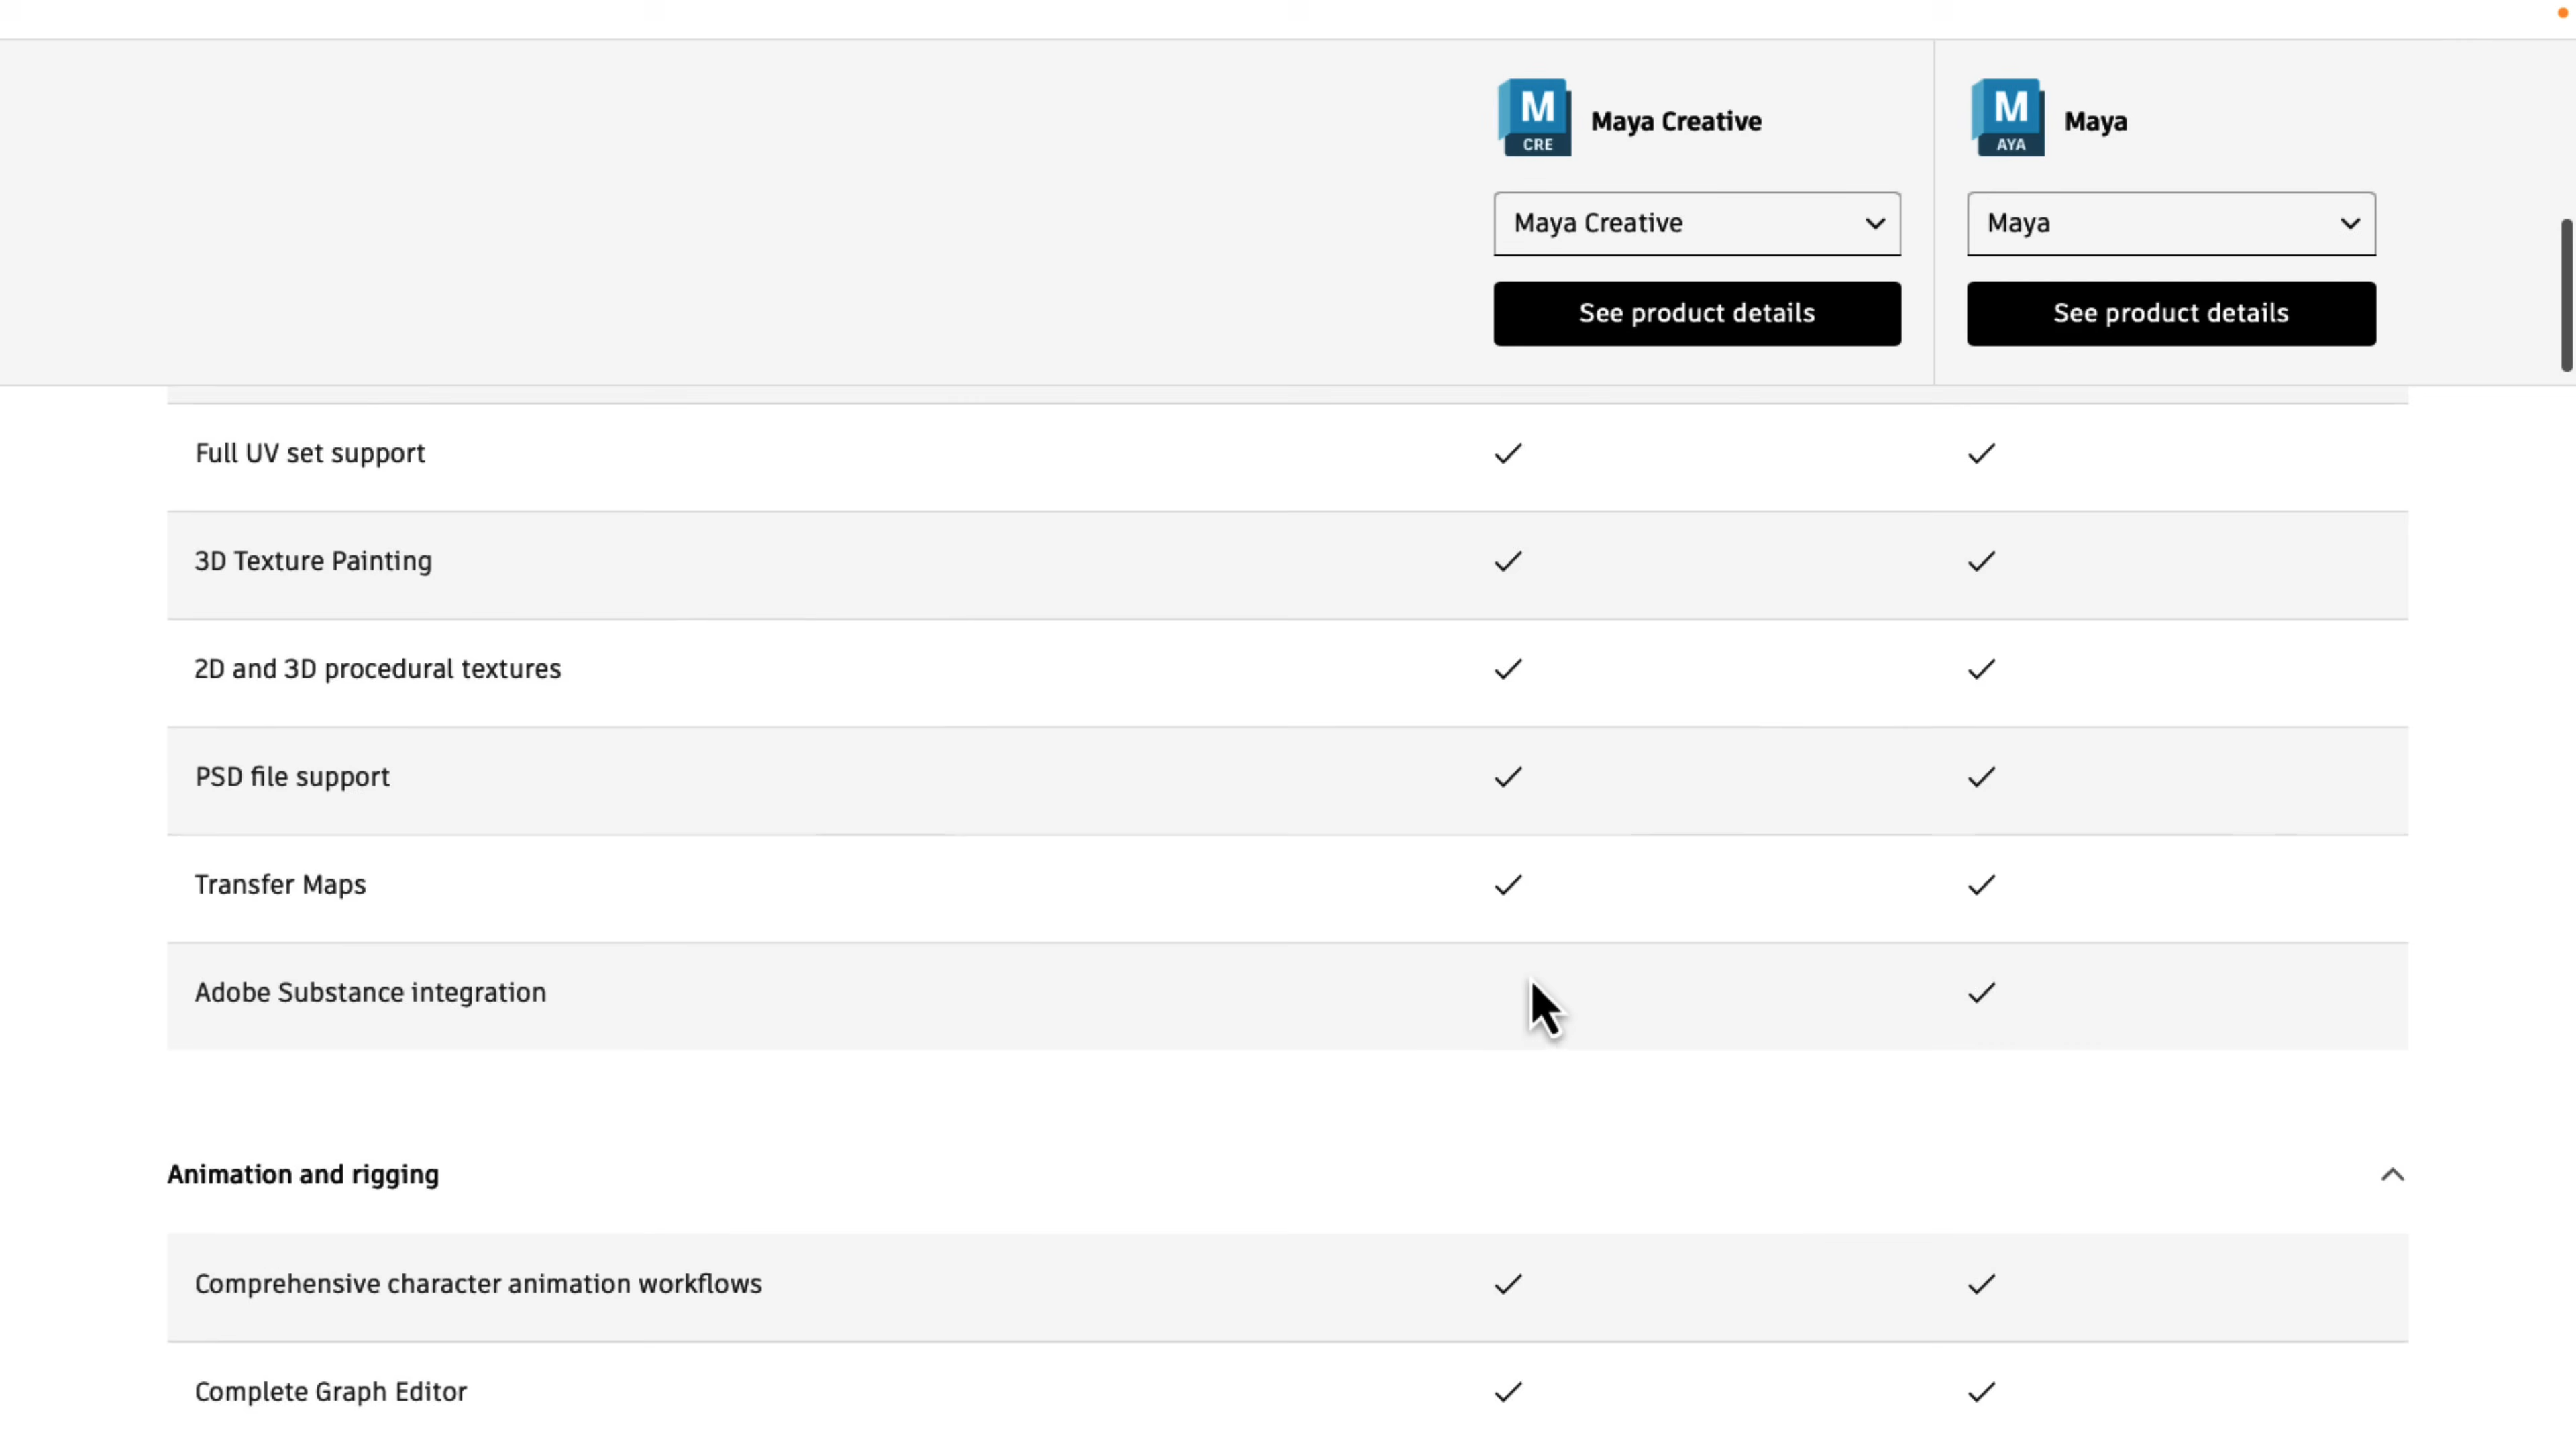 M
CRE
Maya Creative
M
AYA
Maya
Maya Creative
Maya
See product details
See product details
Full UV set support
3D Texture Painting
2D and 3D procedural textures
PSD file support
Transfer Maps
Adobe Substance integration
Animation and rigging
Comprehensive character animation workflows
Complete Graph Editor